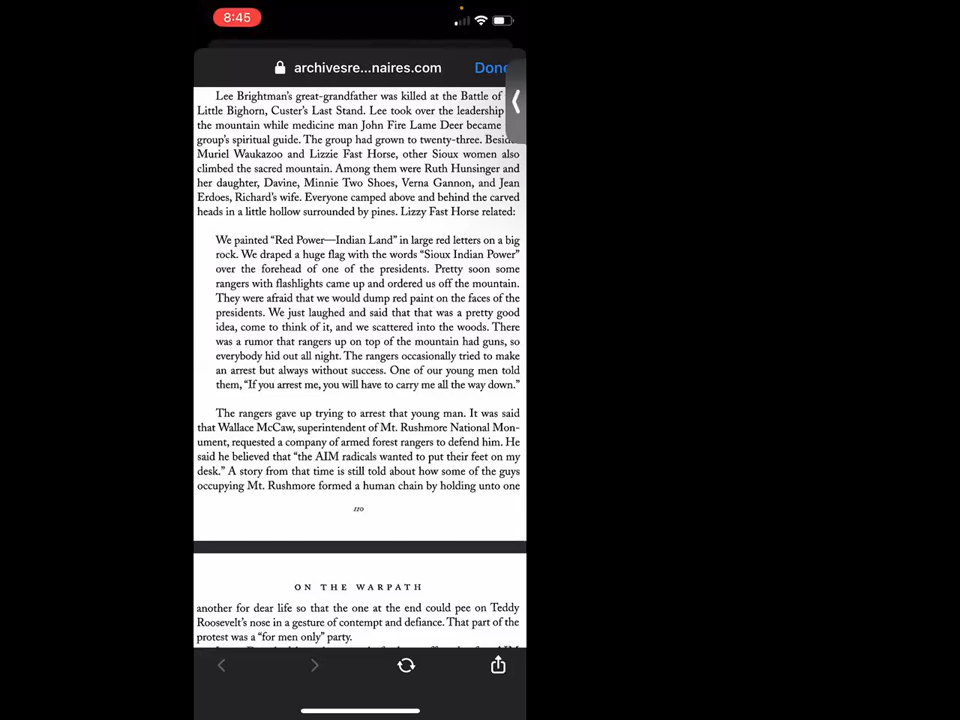 8:45
archivesre...naires.com
Done
Lee Brightman's great-grandfather was killed at the Battle of
Little Bighorn, Custer's Last Stand. Lee took over the leadership
the mountain while medicine man John Fire Lame Deer became
group's spiritual guide. The group had grown to twenty-three.
Muriel Waukazoo and Lizzie Fast Horse, other Sioux women also
climbed the sacred mountain. Among them were Ruth Hunsinger and
her daughter, Davine, Minnie Two Shoes, Verna Gannon, and Jean
Erdoes, Richard's wife. Everyone camped above and behind the carved
heads in a little hollow surrounded by pines. Lizzy Fast Horse related:
We painted "Red Power—Indian Land" in large red letters on a big
rock. We draped a huge flag with the words "Sioux Indian Power"
over the forehead of one of the presidents. Pretty soon some
rangers with flashlights came up and ordered us off the mountain.
They were afraid that we would dump red paint on the faces of the
presidents. We just laughed and said that that was a pretty good
idea, come to think of it, and we scattered into the woods. There
was a rumor that rangers up on top of the mountain had guns, so
everybody hid out all night. The rangers occasionally tried to make
an arrest but always without success. One of our young men told
them, "If you arrest me, you will have to carry me all the way down."
The rangers gave up trying to arrest that young man. It was said
that Wallace McCaw, superintendent of Mt. Rushmore National Mon-
ument, requested a company of armed forest rangers to defend him. He
said he believed that "the AIM radicals wanted to put their feet on my
desk." A story from that time is still told about how some of the guys
occupying Mt. Rushmore formed a human chain by holding unto one
110
ON THE WARPATH
another for dear life so that the one at the end could pee on Teddy
Roosevelt's nose in a gesture of contempt and defiance. That part of the
protest was a "for men only" party.